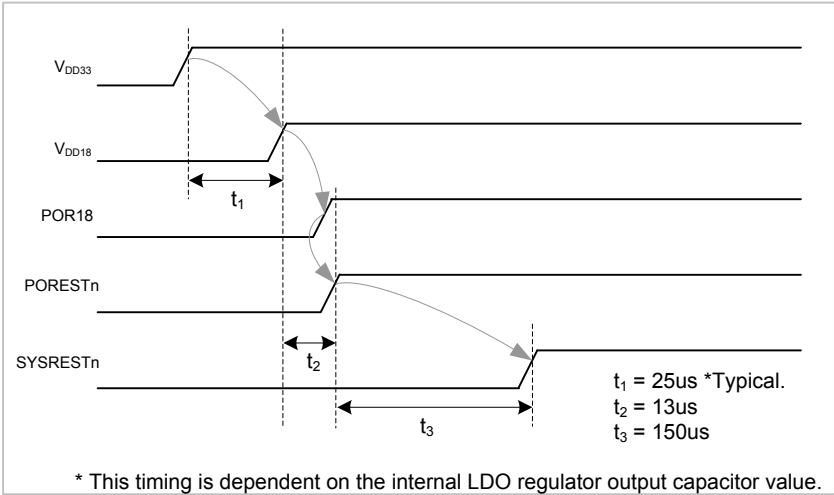 VDD33
VDD18
t1
POR18
PORESTn
t2
SYSRESTn
t3
t1 = 25us *Typical.
t2 = 13us
t3 = 150us
* This timing is dependent on the internal LDO regulator output capacitor value.